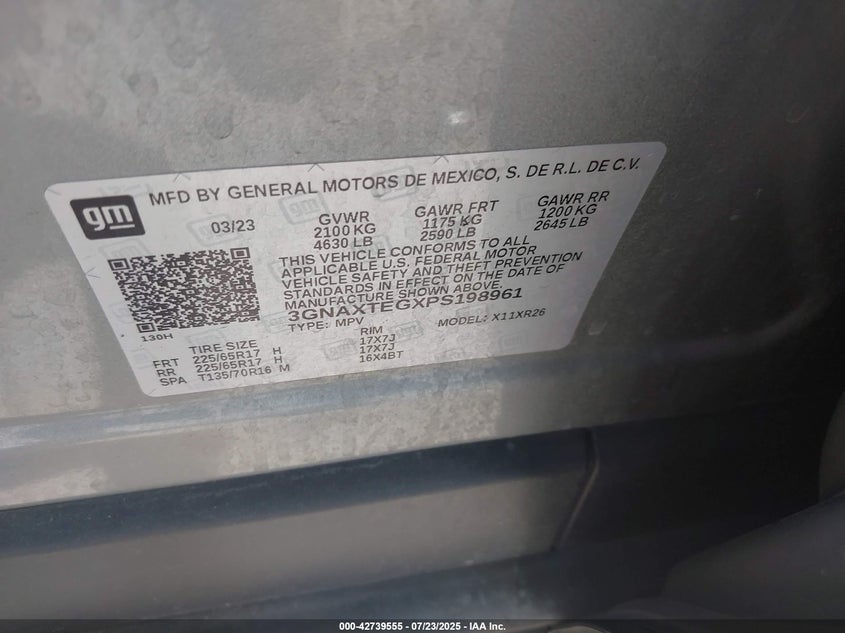 gm
MFD BY GENERAL MOTORS DE MEXICO, S. DE R.L. DE C.V.
03/23
GVWR
2100 KG
4630 LB
GAWR FRT
1175 KG
2590 LB
GAWR RR
1200 KG
2645 LB
THIS VEHICLE CONFORMS TO ALL
APPLICABLE U.S. FEDERAL MOTOR
VEHICLE SAFETY AND THEFT PREVENTION
STANDARDS IN EFFECT ON THE DATE OF
MANUFACTURE SHOWN ABOVE.
3GNAXTEGXPS198961
TYPE: MPV MODEL: X11XR26
130H
TIRE SIZE RIM
FRT 225/65R17 H 17X7J
RR 225/65R17 H 17X7J
SPA T135/70R16 M 16X4BT
000-42739555 - 07/23/2025 - IAA Inc.